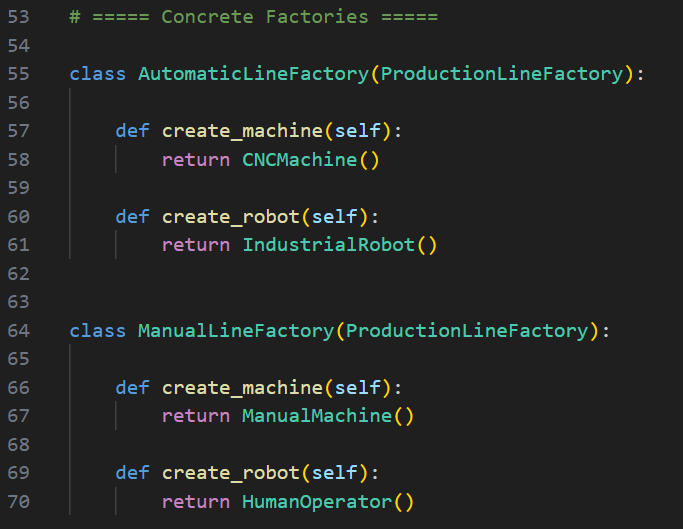 53 # ===== Concrete Factories =====
54
55 class AutomaticLineFactory(ProductionLineFactory):
56
57     def create_machine(self):
58         return CNCMachine()
59
60     def create_robot(self):
61         return IndustrialRobot()
62
63
64 class ManualLineFactory(ProductionLineFactory):
65
66     def create_machine(self):
67         return ManualMachine()
68
69     def create_robot(self):
70         return HumanOperator()